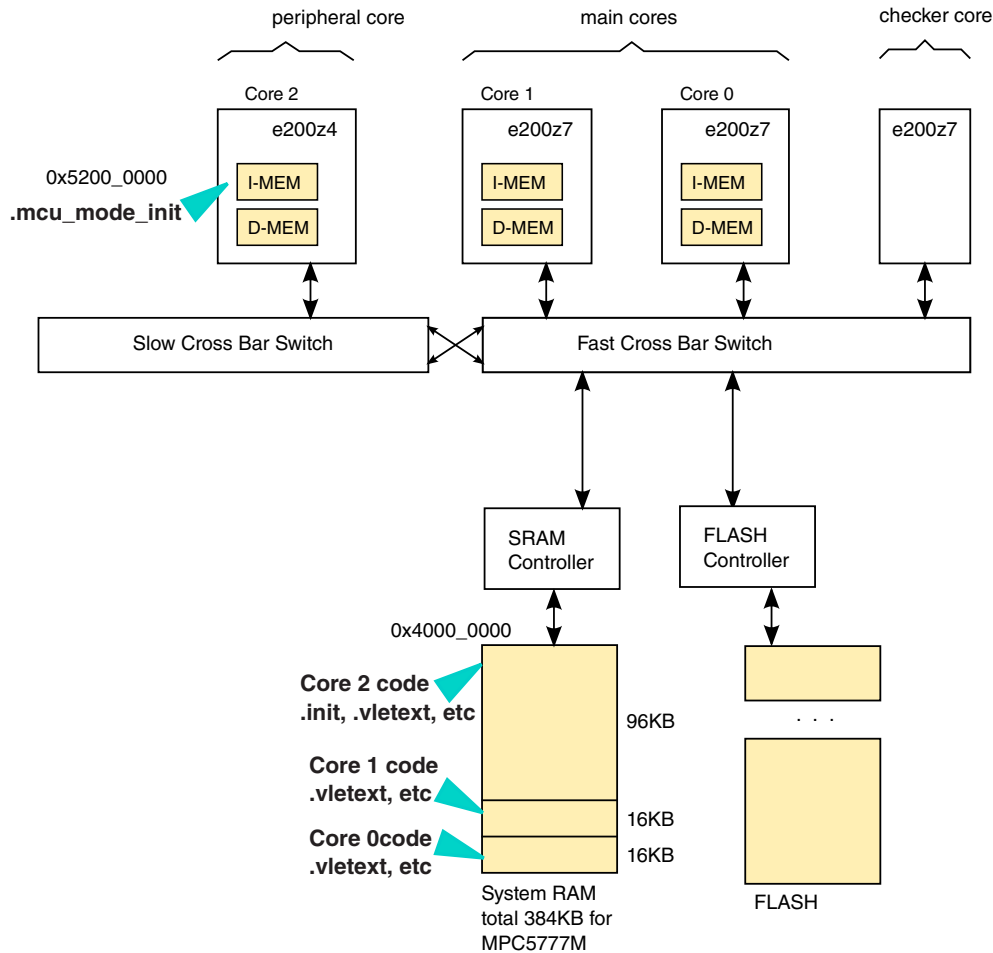 peripheral core
main cores
checker core
Core 2
Core 1
Core 0
e200z4
e200z7
e200z7
e200z7
0x5200_0000
.mcu_mode_init
I-MEM
D-MEM
I-MEM
D-MEM
I-MEM
D-MEM
Slow Cross Bar Switch
Fast Cross Bar Switch
SRAM
Controller
FLASH
Controller
0x4000_0000
Core 2 code
.init, .vletext, etc
96KB
. . .
Core 1 code
.vletext, etc
16KB
Core 0code
.vletext, etc
16KB
System RAM
total 384KB for
MPC5777M
FLASH